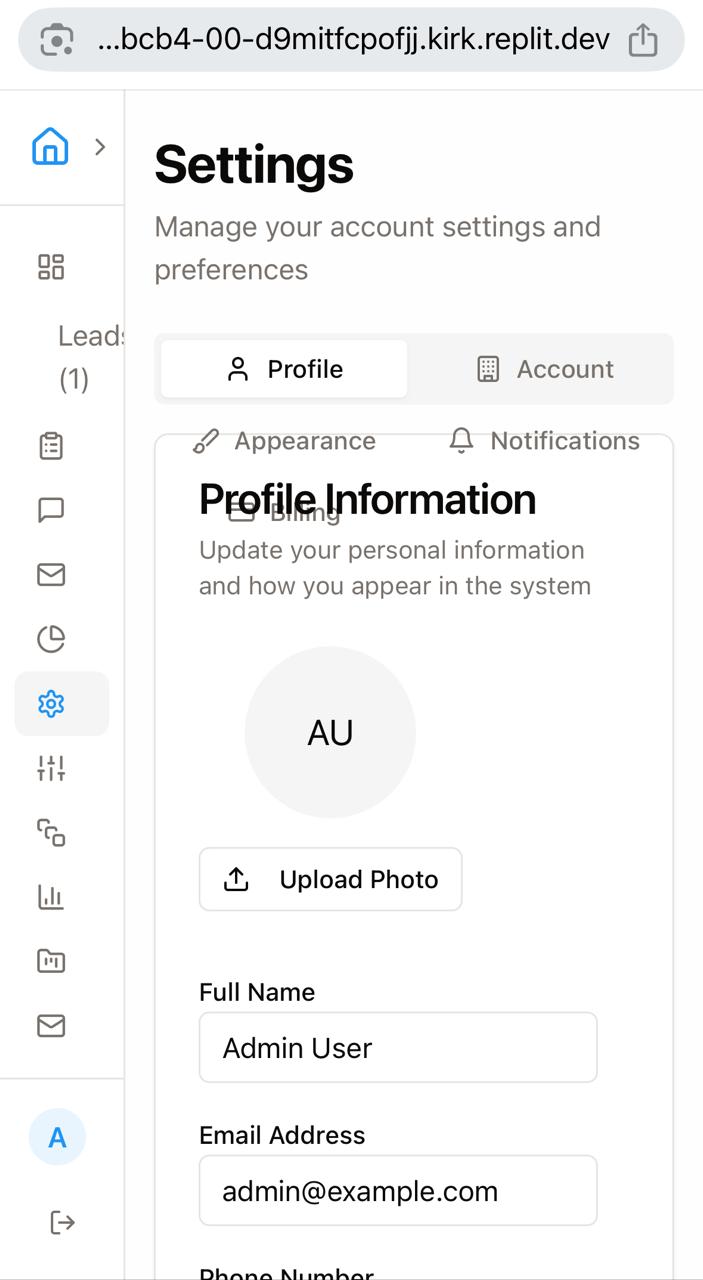 ...bcb4-00-d9mitfcpofjj.kirk.replit.dev
Settings
Manage your account settings and
preferences
Leads
(1)
Profile
Account
Appearance
Notifications
Billing
Profile Information
Update your personal information
and how you appear in the system
AU
Upload Photo
Full Name
Admin User
Email Address
admin@example.com
Phone Number
A